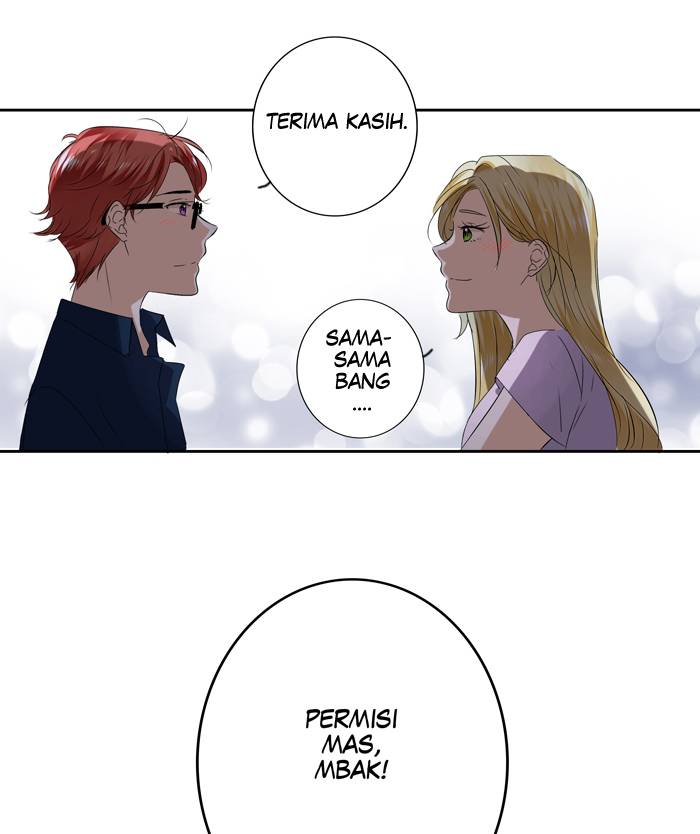 TERIMA KASIH.
SAMA-
SAMA
BANG
....
PERMISI
MAS,
MBAK!